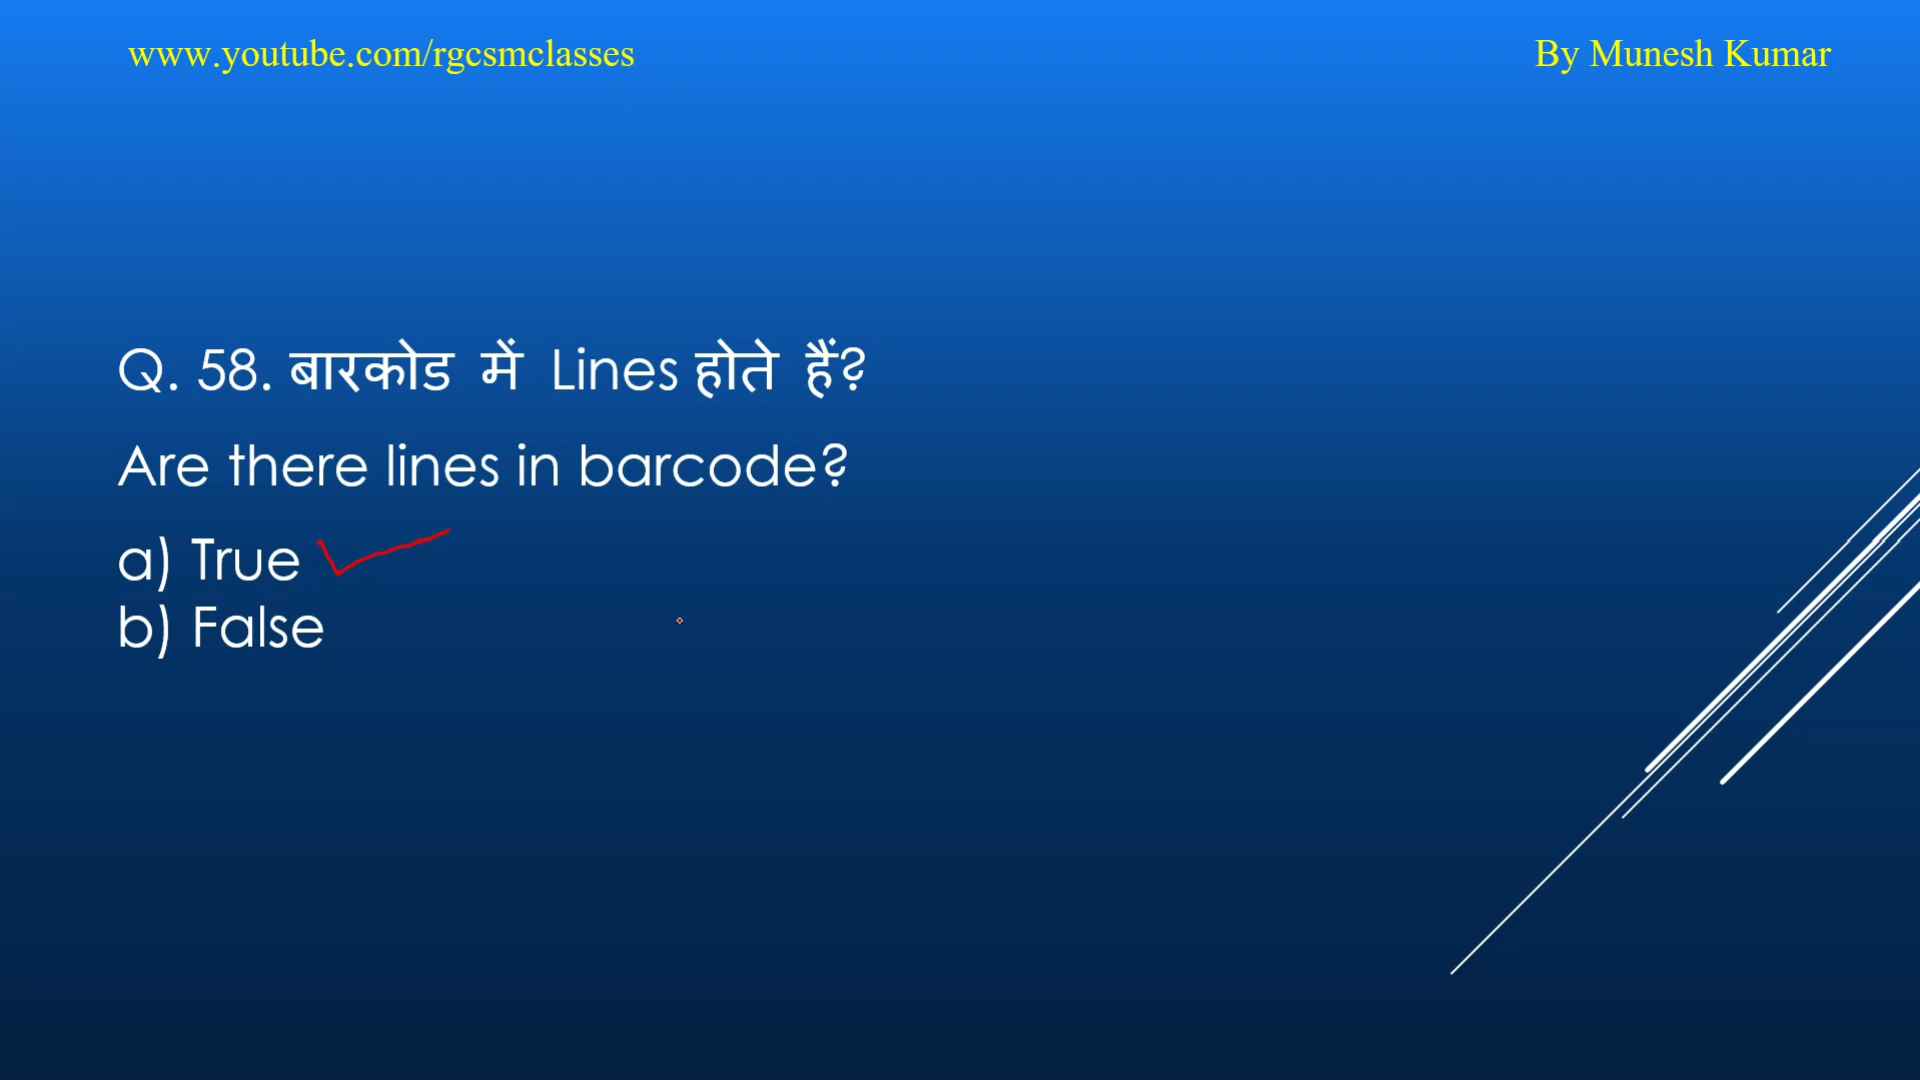 www.youtube.com/rgcsmclasses
By Munesh Kumar
Q. 58. बारकोड में Lines होते हैं?
Are there lines in barcode?
a) True
b) False